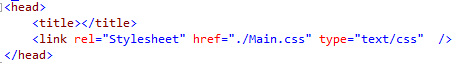 <head>
    <title></title>
    <link rel="Stylesheet" href="./Main.css" type="text/css"  />
</head>